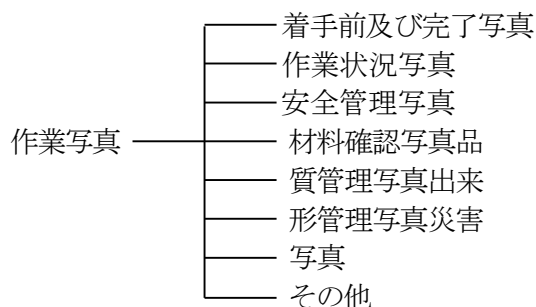 着手前及び完了写真
作業状況写真
安全管理写真
作業写真
材料確認写真品
質管理写真出来
形管理写真災害
写真
その他